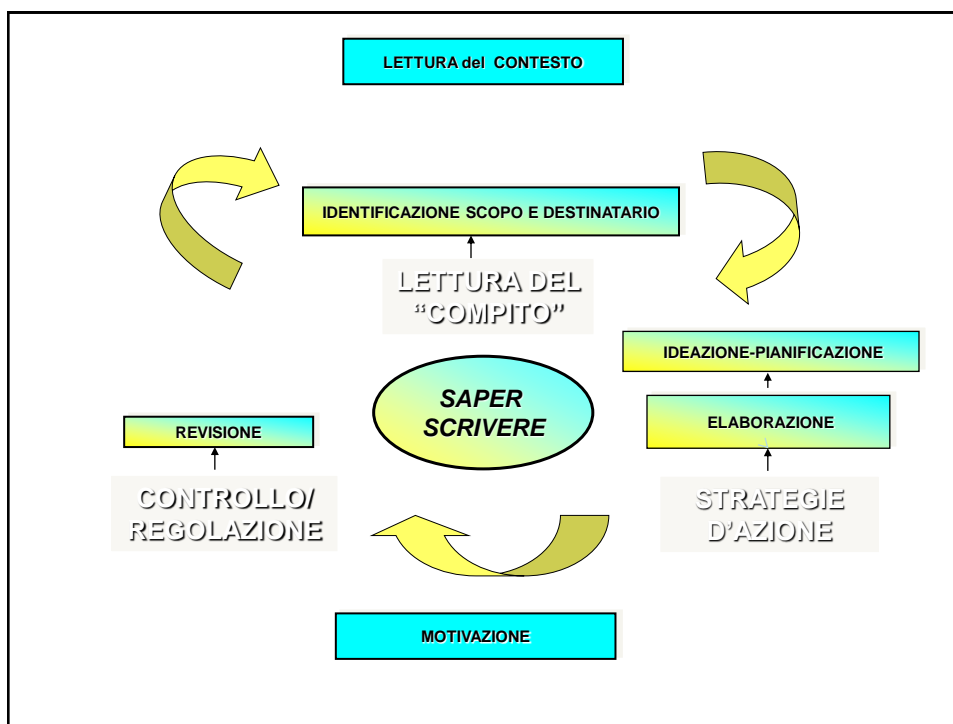 LETTURA del CONTESTO
IDENTIFICAZIONE SCOPO E DESTINATARIO
LETTURA DEL
“COMPITO”
IDEAZIONE-PIANIFICAZIONE
SAPER
SCRIVERE
ELABORAZIONE
REVISIONE
CONTROLLO/
REGOLAZIONE
STRATEGIE
D’AZIONE
MOTIVAZIONE